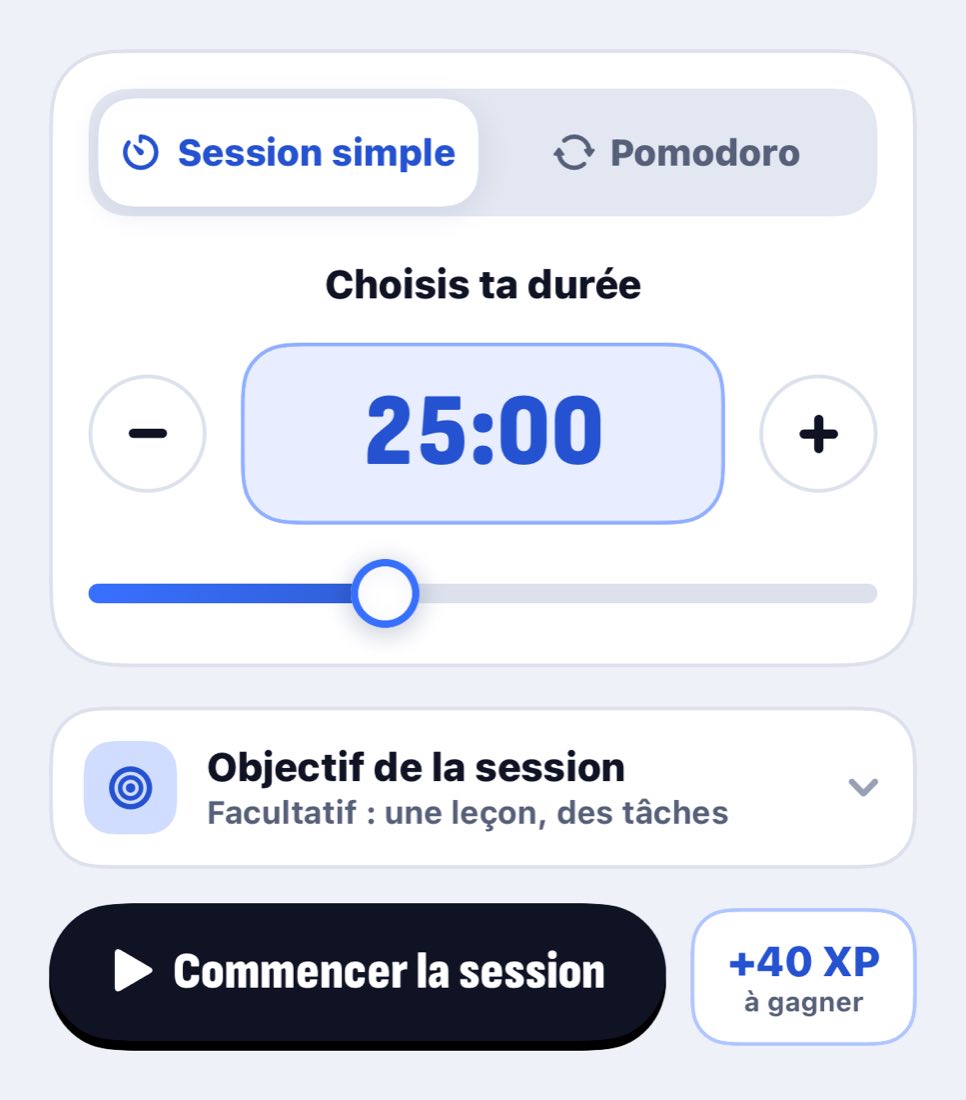 Session simple
Pomodoro
Choisis ta durée
25:00
Objectif de la session
Facultatif : une leçon, des tâches
Commencer la session
+40 XP
à gagner